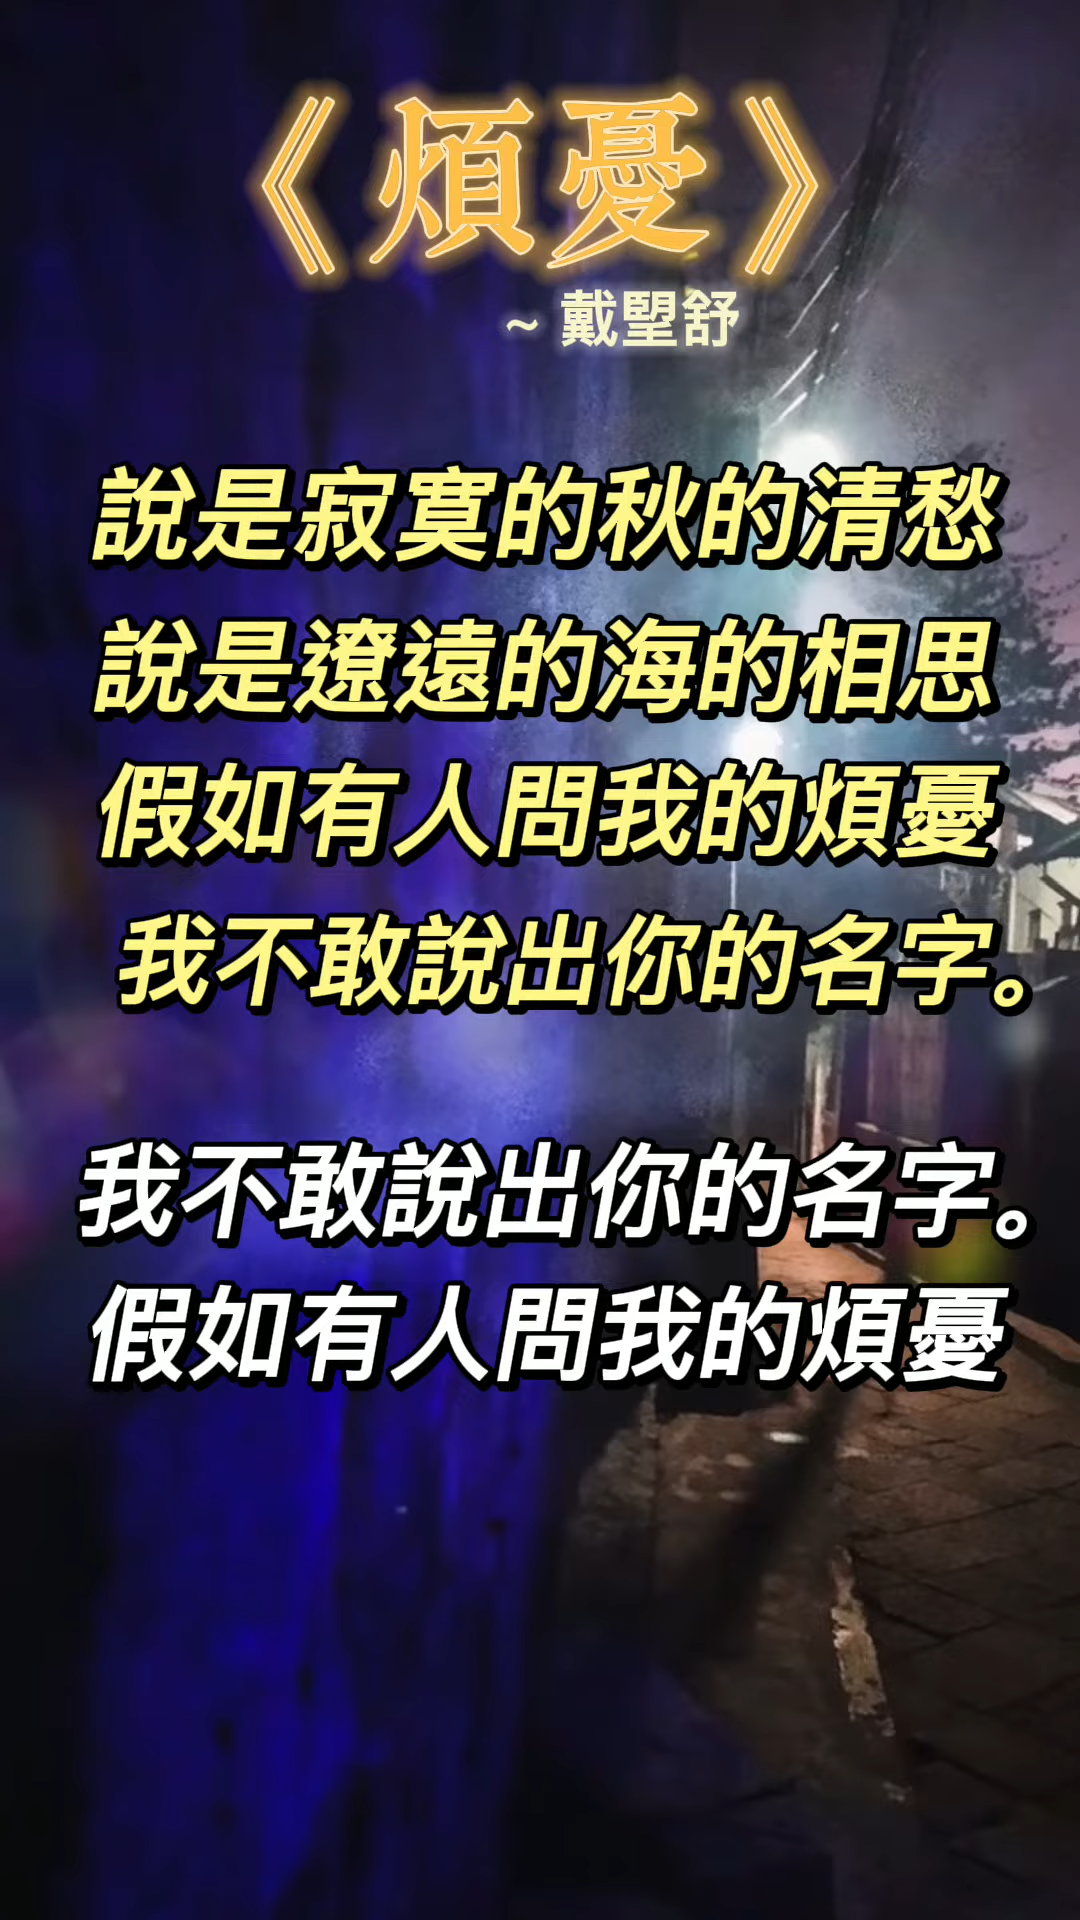 《煩憂》
~ 戴朢舒
說是寂寞的秋的清愁
說是遼遠的海的相思
假如有人問我的煩憂
我不敢說出你的名字。
我不敢說出你的名字。
假如有人問我的煩憂